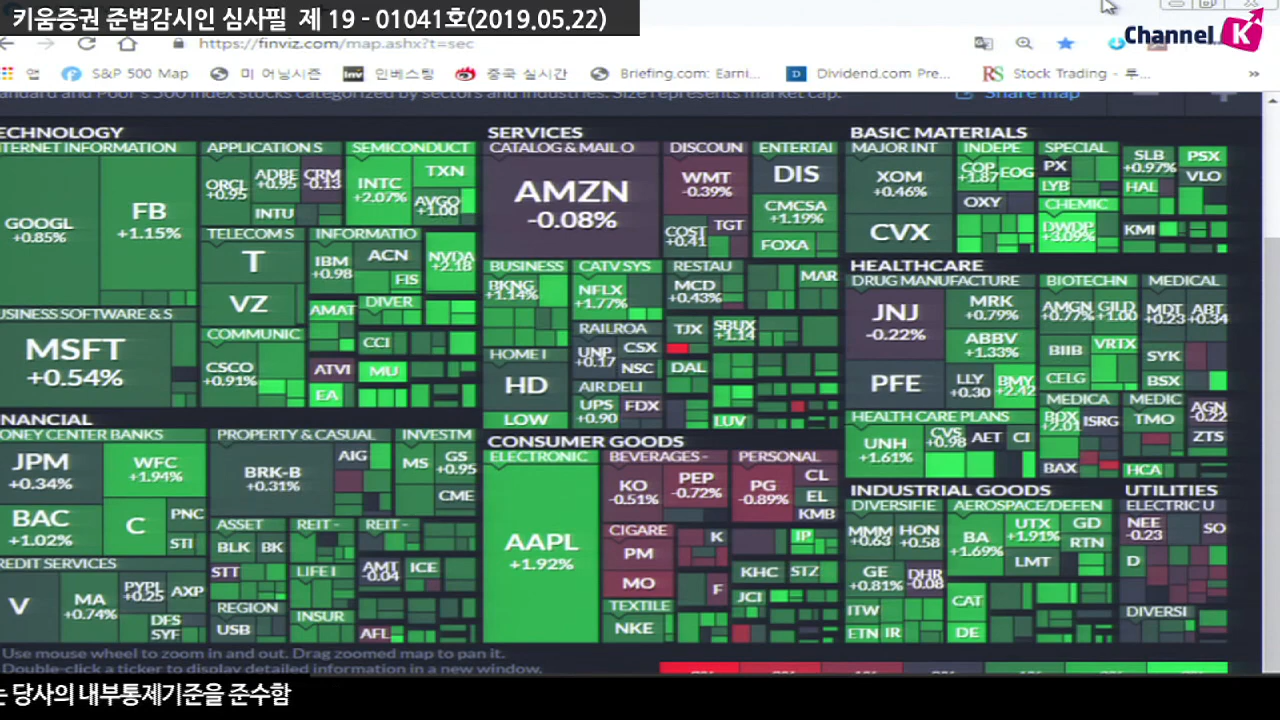 키움증권 준법감시인 심사필 제 19 - 01041호(2019.05.22)
Channel K
https://finviz.com/map.ashx?t=sec
앱 S&P 500 Map 미 어닝시즌 Inv 인베스팅 중국 실시간 Briefing.com: Earni... D Dividend.com Pre... RS Stock Trading - 투... »
andard and Poor's 500 index stocks categorized by sectors and industries. Size represents market cap.
Share map
ECHNOLOGY
TERNET INFORMATION
GOOGL
+0.85%
FB
+1.15%
APPLICATION S
ORCL
+0.95
ADBE
+0.95
CRM
-0.13
INTU
SEMICONDUCT
INTC
+2.07%
TXN
AVGO
+1.00
TELECOM S
T
VZ
INFORMATIO
IBM
+0.98
ACN
FIS
NVDA
+2.18
AMAT
DIVER
USINESS SOFTWARE & S
MSFT
+0.54%
COMMUNIC
CSCO
+0.91%
CCI
ATVI
MU
EA
SERVICES
CATALOG & MAIL O
AMZN
-0.08%
DISCOUN
WMT
-0.39%
COST
+0.41
TGT
ENTERTAI
DIS
CMCSA
+1.19%
FOXA
BUSINESS
BKNG
+1.14%
CATV SYS
NFLX
+1.77%
RESTAU
MCD
+0.43%
MAR
RAILROA
UNP
+0.17
CSX
NSC
TJX
SBUX
+1.14
HOME I
HD
LOW
AIR DELI
UPS
+0.90
FDX
DAL
LUV
BASIC MATERIALS
MAJOR INT
XOM
+0.46%
CVX
INDEPE
COP
+1.87
EOG
OXY
SPECIAL
PX
LYB
CHEMIC
DWDP
+3.09%
SLB
+0.97%
PSX
VLO
HAL
KMI
HEALTHCARE
DRUG MANUFACTURE
JNJ
-0.22%
MRK
+0.79%
ABBV
+1.33%
PFE
LLY
+0.30
BMY
+2.42
BIOTECHN
AMGN
+0.77%
GILD
+1.00
BIIB
VRTX
CELG
MEDICAL
MDT
+0.23
ABT
+0.34
SYK
BSX
HEALTH CARE PLANS
UNH
+1.61%
CVS
+0.98
AET
CI
MEDICA
BDX
+2.01
ISRG
BAX
MEDIC
TMO
AGN
-0.22
ZTS
HCA
NANCIAL
ONEY CENTER BANKS
JPM
+0.34%
WFC
+1.94%
BAC
+1.02%
C
PNC
STI
PROPERTY & CASUAL
BRK-B
+0.31%
AIG
INVESTM
MS
GS
+0.95
CME
ASSET
BLK
BK
STT
REIT -
LIFE I
REIT -
AMT
-0.04
ICE
REDIT SERVICES
V
MA
+0.74%
PYPL
+0.25
AXP
DFS
SYF
REGION
USB
INSUR
AFL
CONSUMER GOODS
ELECTRONIC
AAPL
+1.92%
BEVERAGES -
KO
-0.51%
PEP
-0.72%
PERSONAL
PG
-0.89%
CL
EL
KMB
CIGARE
PM
MO
K
IP
KHC
STZ
F
JCI
TEXTILE
NKE
INDUSTRIAL GOODS
DIVERSIFIE
MMM
+0.63
HON
+0.58
GE
+0.81%
DHR
-0.08
ITW
ETN
IR
AEROSPACE/DEFEN
BA
+1.69%
UTX
+1.91%
GD
RTN
LMT
CAT
DE
UTILITIES
ELECTRIC U
NEE
-0.23
SO
D
DIVERSI
Use mouse wheel to zoom in and out. Drag zoomed map to pan it.
Double-click a ticker to display detailed information in a new window.
는 당사의 내부통제기준을 준수함